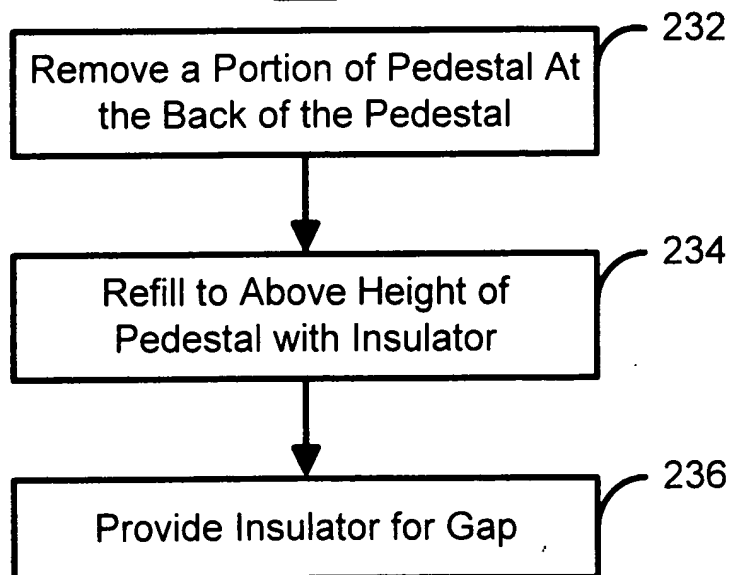 232
Remove a Portion of Pedestal At
the Back of the Pedestal
234
Refill to Above Height of
Pedestal with Insulator
236
Provide Insulator for Gap